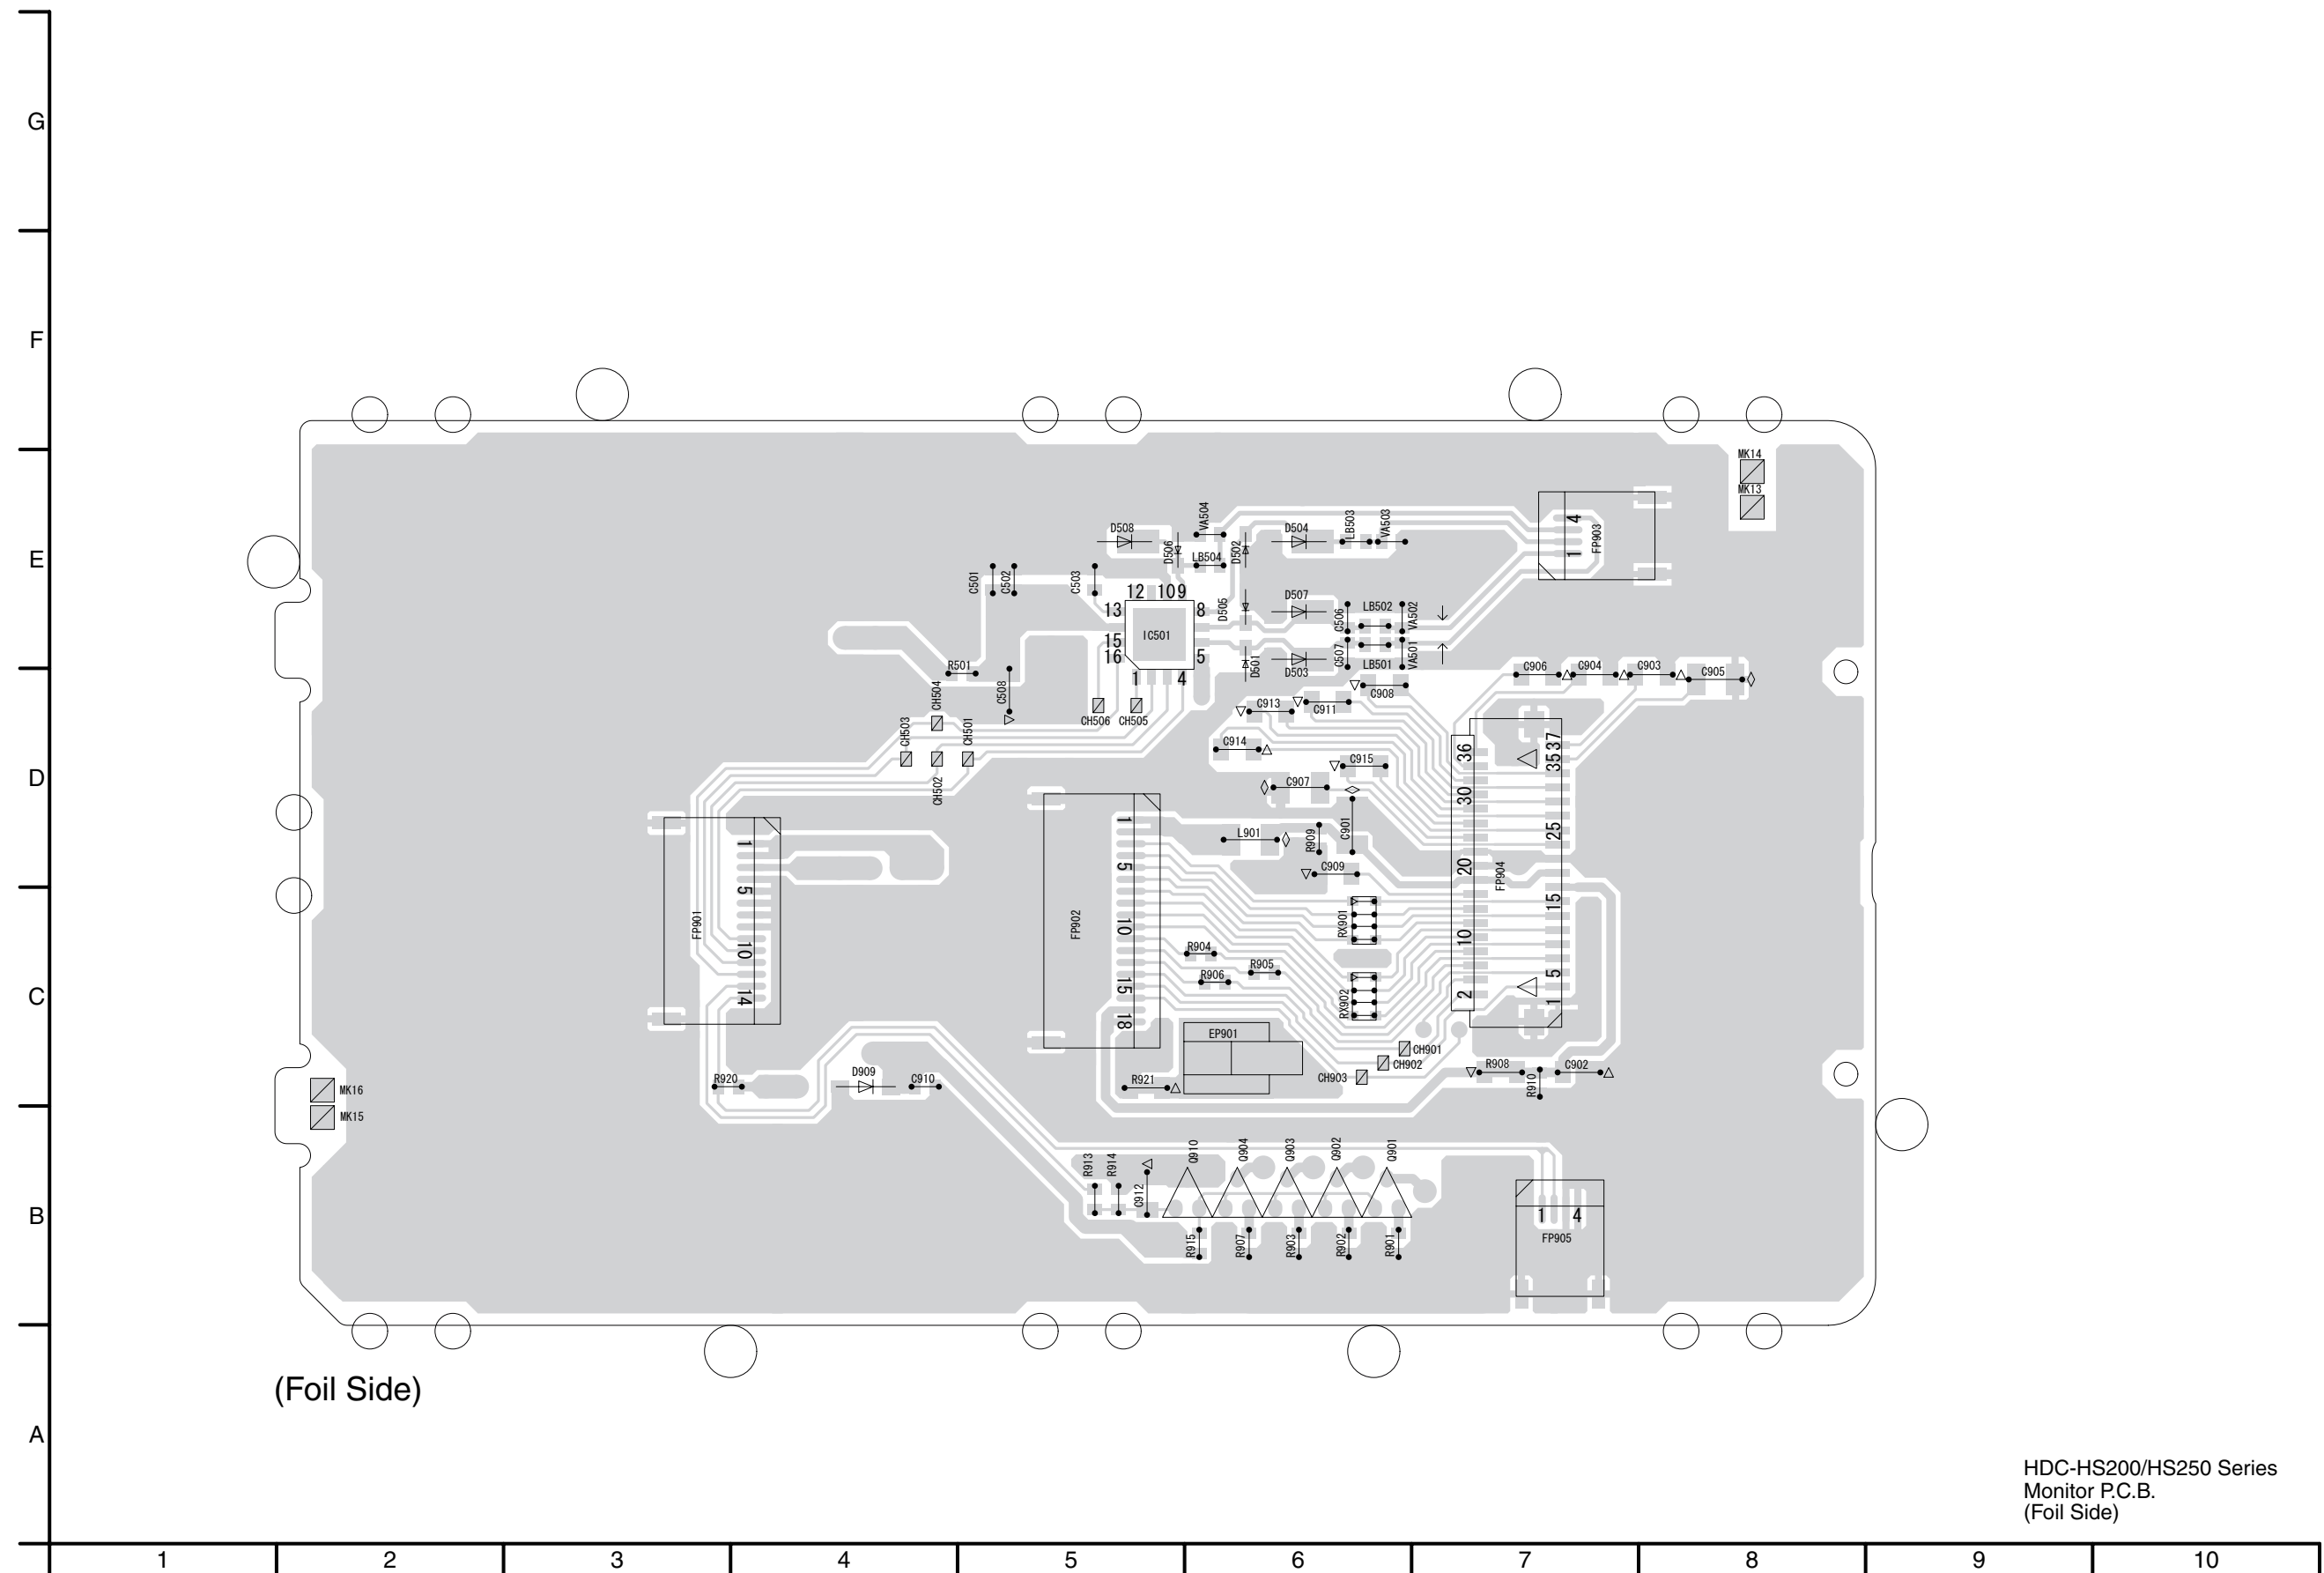 G
F
MK14
MK13
VA504
D508
D504
LB503
VA503
4
FP903
D506
D502
LB504
1
E
C501
C502
C503
12 10 9
D505
D507
13
8
C506
LB502
VA502
IC501
15
16
5
D501
D503
C507
LB501
VA501
R501
C906
C904
C903
C905
CH504
C508
1
4
C908
C913
C911
CH506
CH505
CH503
CH501
C914
36
37
35
C915
D
CH502
C907
30
1
L901
R909
C901
25
1
5
C909
20
FP904
5
15
FP901
FP902
10
RX901
10
10
R904
R905
R906
5
C
14
15
RX902
2
1
18
EP901
CH901
CH902
R908
C902
D909
CH903
R920
C910
R921
R910
MK16
MK15
Q910
Q904
Q903
Q902
Q901
R913
R914
C912
B
1
4
R915
R907
R903
R902
R901
FP905
(Foil Side)
A
HDC-HS200/HS250 Series
Monitor P.C.B.
(Foil Side)
1 2 3 4 5 6 7 8 9 10